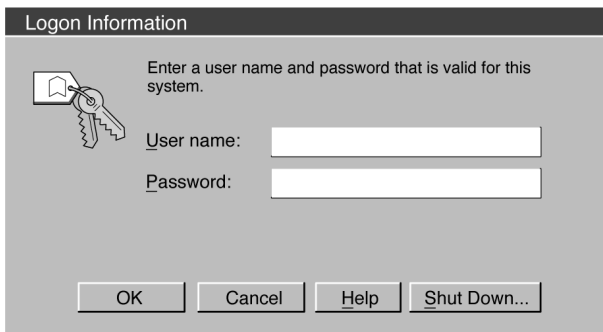 Logon Information
Enter a user name and password that is valid for this
system.
User name:
Password:
OK Cancel Help Shut Down...